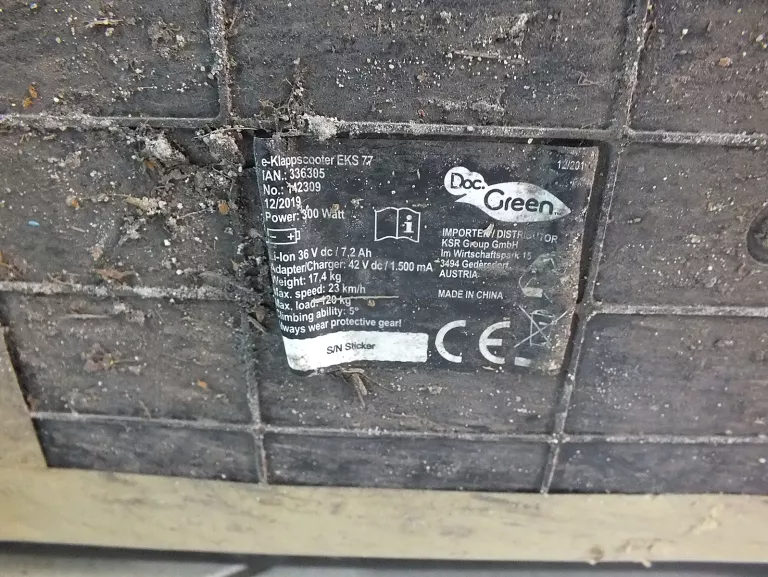 e-Klappscooter EKS 77
IAN.: 336305
No.: 142309
12/2019
Power: 300 Watt
Li-Ion 36 V dc / 7,2 Ah
Adapter/Charger: 42 V dc / 1.500 mA
Weight: 17,4 kg
Max. speed: 23 km/h
Max. load: 120 kg
Climbing ability: 5°
Always wear protective gear!
S/N Sticker
Doc.
Green
IMPORTER / DISTRIBUTOR
KSR Group GmbH
Im Wirtschaftspark 15
3494 Gedersdorf
AUSTRIA
MADE IN CHINA
CE